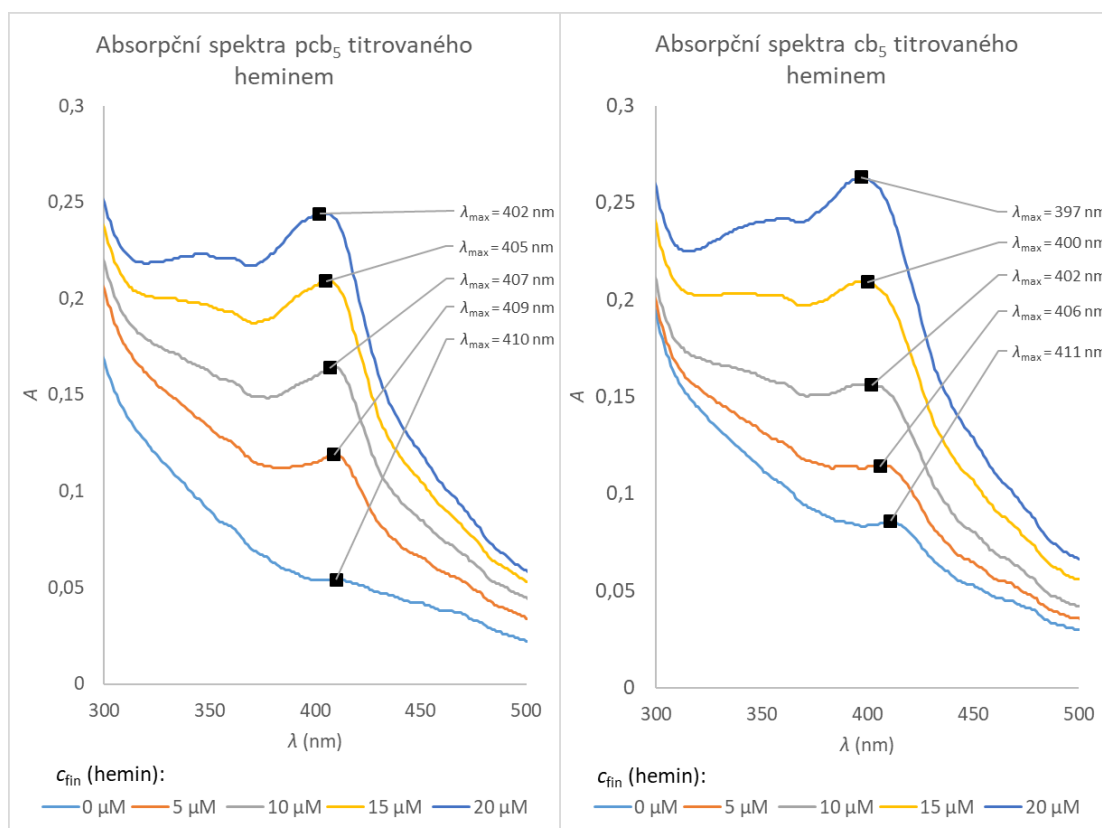 Absorpční spektra pcb₅ titrovaného
heminem
0,3
0,25
0,2
0,15
0,1
0,05
0
A
300
350
400
450
500
λ (nm)
λmax = 402 nm
λmax = 405 nm
λmax = 407 nm
λmax = 409 nm
λmax = 410 nm
cfin (hemin):
0 µM
5 µM
10 µM
15 µM
20 µM
Absorpční spektra cb₅ titrovaného
heminem
0,3
0,25
0,2
0,15
0,1
0,05
0
A
300
350
400
450
500
λ (nm)
λmax = 397 nm
λmax = 400 nm
λmax = 402 nm
λmax = 406 nm
λmax = 411 nm
cfin (hemin):
0 µM
5 µM
10 µM
15 µM
20 µM